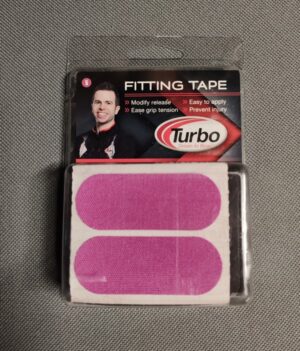 FITTING TAPE
» Modify release
» Easy to apply
» Ease grip tension
» Prevent injury
Turbo